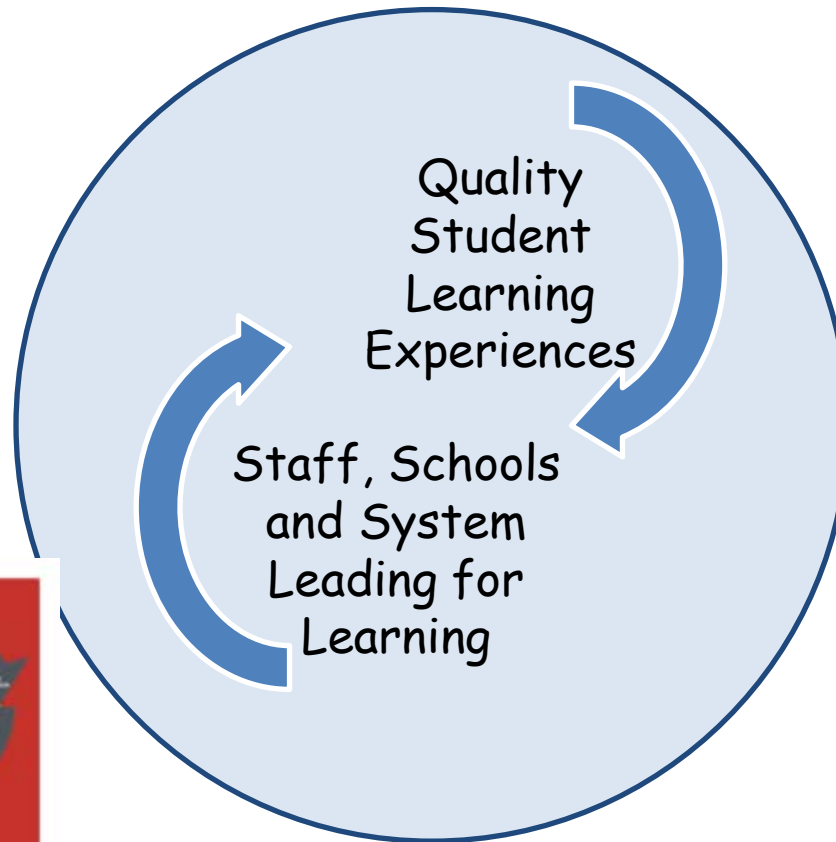 Quality
Student
Learning
Experiences
Staff, Schools
and System
Leading for
Learning